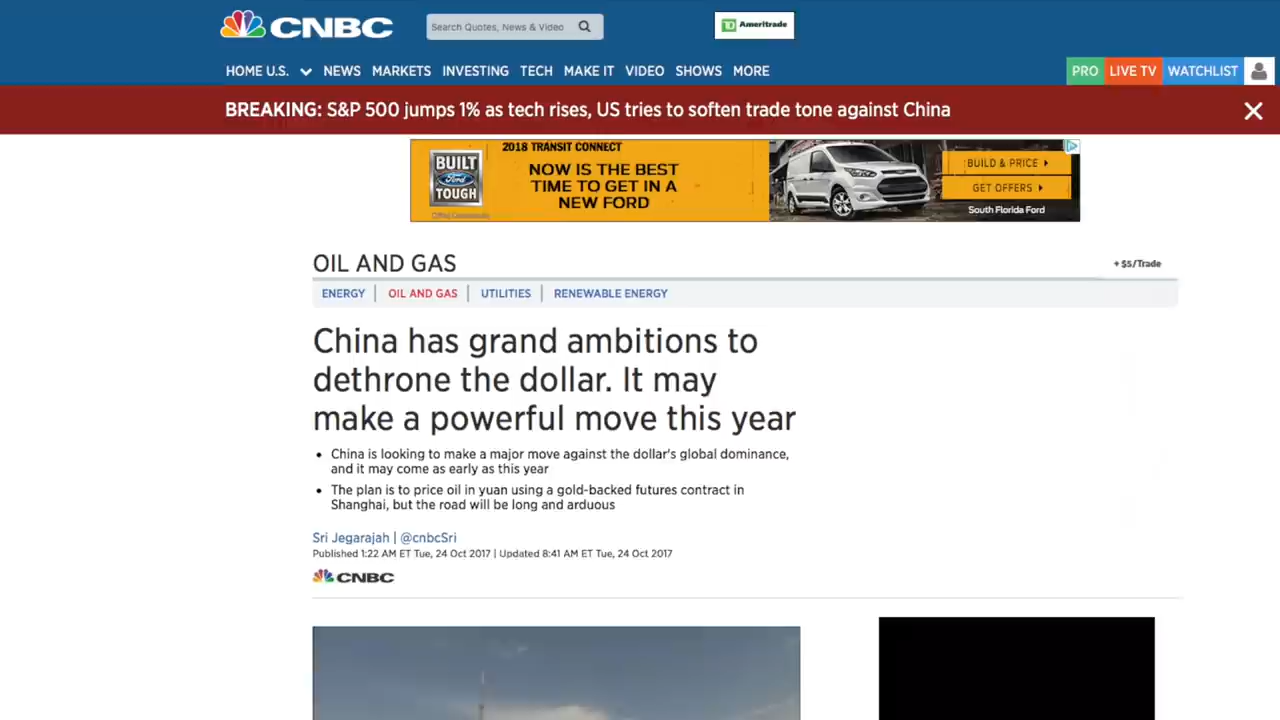 CNBC
Search Quotes, News & Video
TD Ameritrade
HOME U.S. NEWS MARKETS INVESTING TECH MAKE IT VIDEO SHOWS MORE
PRO LIVE TV WATCHLIST
BREAKING: S&P 500 jumps 1% as tech rises, US tries to soften trade tone against China
BUILT
Ford
TOUGH
2018 TRANSIT CONNECT
NOW IS THE BEST
TIME TO GET IN A
NEW FORD
BUILD & PRICE
GET OFFERS
South Florida Ford
OIL AND GAS
+ $5/Trade
ENERGY OIL AND GAS UTILITIES RENEWABLE ENERGY
China has grand ambitions to
dethrone the dollar. It may
make a powerful move this year
• China is looking to make a major move against the dollar's global dominance,
and it may come as early as this year
• The plan is to price oil in yuan using a gold-backed futures contract in
Shanghai, but the road will be long and arduous
Sri Jegarajah | @cnbcSri
Published 1:22 AM ET Tue, 24 Oct 2017 | Updated 8:41 AM ET Tue, 24 Oct 2017
CNBC